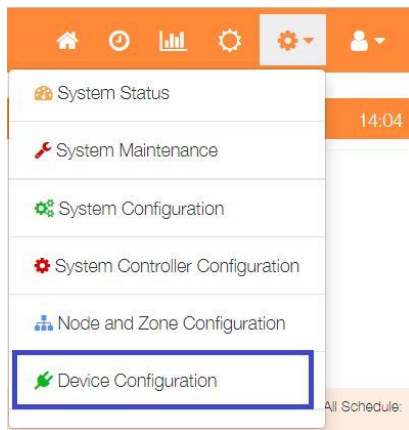 System Status
14:04
System Maintenance
System Configuration
System Controller Configuration
Node and Zone Configuration
Device Configuration
All Schedule: